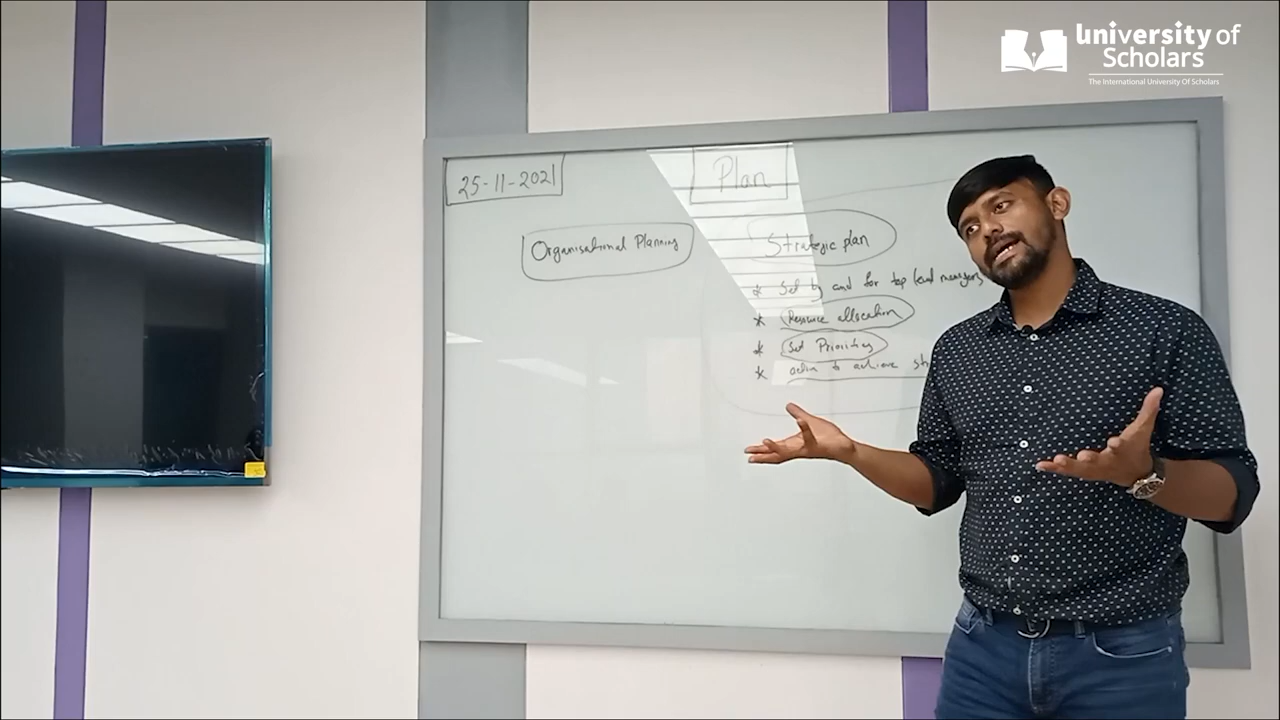 University of
Scholars
The International University Of Scholars
25-11-2021
Plan
Organisational Planning
Strategic plan
* Set by and for top level managers
* Resource allocation
* Set Priorities
* action to achieve